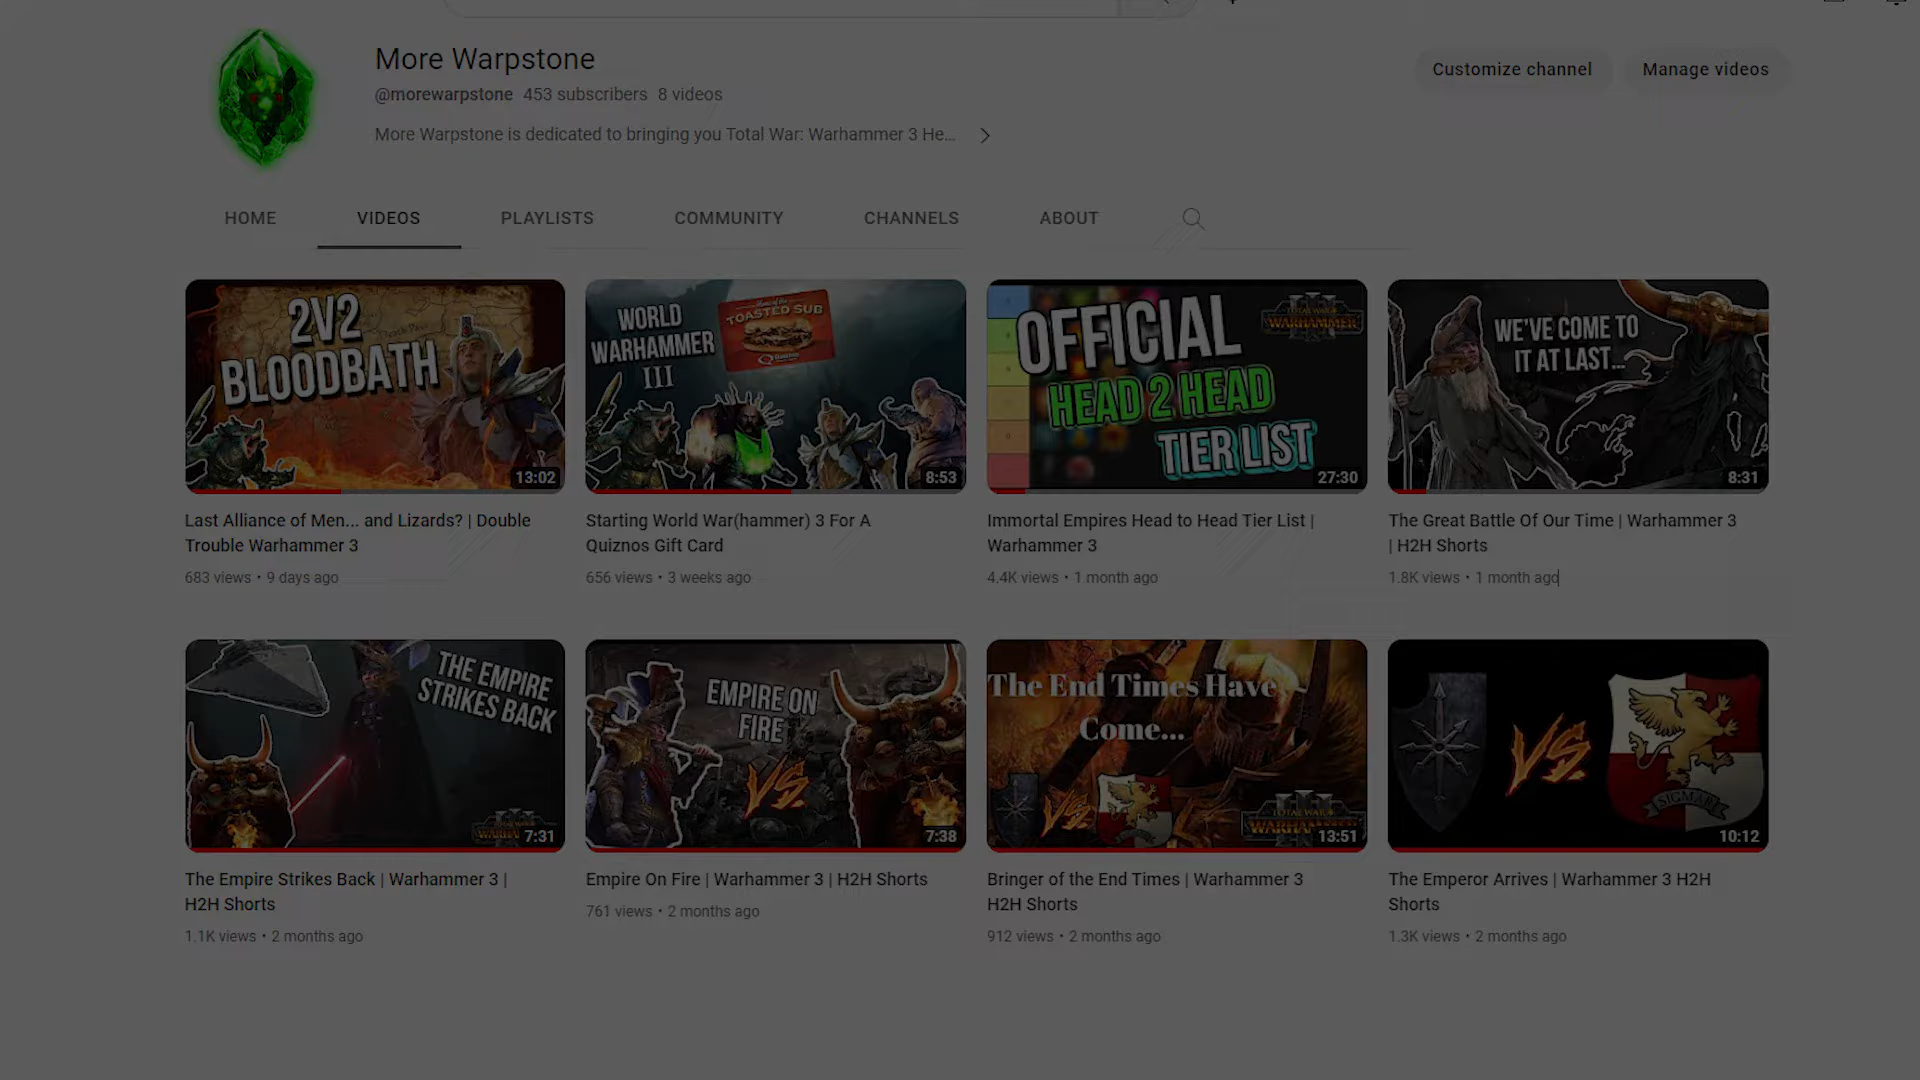 More Warpstone
@morewarpstone 453 subscribers 8 videos
More Warpstone is dedicated to bringing you Total War: Warhammer 3 He...
Customize channel
Manage videos
HOME
VIDEOS
PLAYLISTS
COMMUNITY
CHANNELS
ABOUT
2V2
BLOODBATH
13:02
WORLD
WARHAMMER
III
TOASTED SUB
Quiznos
8:53
OFFICIAL
HEAD 2 HEAD
TIER LIST
TOTAL WAR
WARHAMMER
27:30
WE'VE COME TO
IT AT LAST...
8:31
Last Alliance of Men... and Lizards? | Double
Trouble Warhammer 3
683 views • 9 days ago
Starting World War(hammer) 3 For A
Quiznos Gift Card
656 views • 3 weeks ago
Immortal Empires Head to Head Tier List |
Warhammer 3
4.4K views • 1 month ago
The Great Battle Of Our Time | Warhammer 3
| H2H Shorts
1.8K views • 1 month ago
THE EMPIRE
STRIKES BACK
7:31
EMPIRE ON
FIRE
VS
7:38
The End Times Have
Come...
VS
TOTAL WAR
WARHAMMER
13:51
VS
SIGMAR
10:12
The Empire Strikes Back | Warhammer 3 |
H2H Shorts
1.1K views • 2 months ago
Empire On Fire | Warhammer 3 | H2H Shorts
761 views • 2 months ago
Bringer of the End Times | Warhammer 3
H2H Shorts
912 views • 2 months ago
The Emperor Arrives | Warhammer 3 H2H
Shorts
1.3K views • 2 months ago